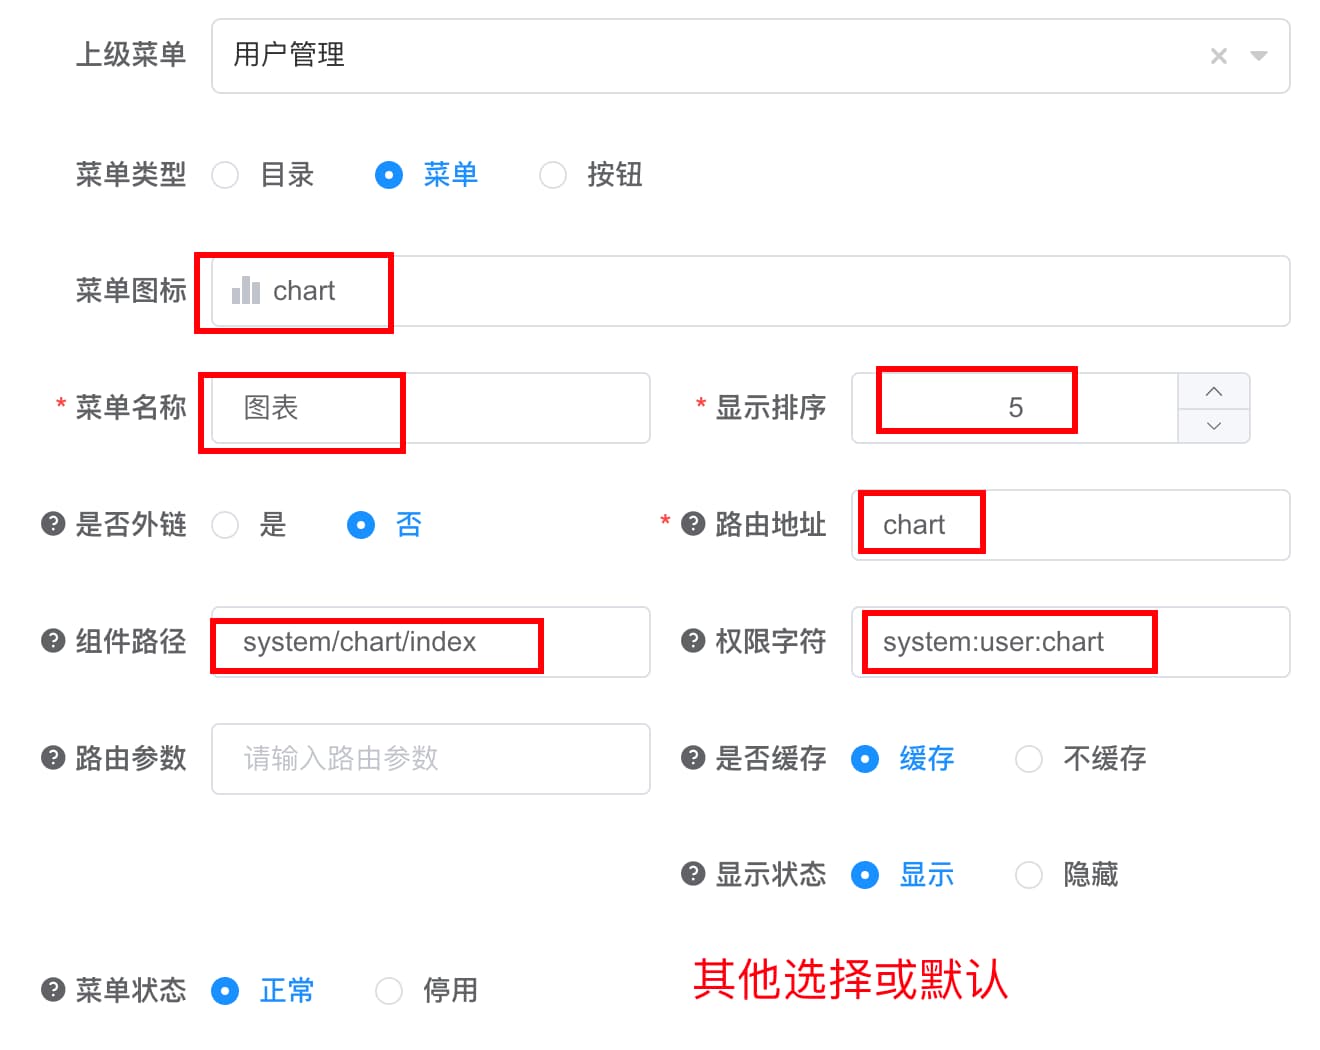 上级菜单 用户管理
菜单类型 目录 菜单 按钮
菜单图标 chart
* 菜单名称 图表 * 显示排序 5
是否外链 是 否 * 路由地址 chart
组件路径 system/chart/index 权限字符 system:user:chart
路由参数 请输入路由参数 是否缓存 缓存 不缓存
显示状态 显示 隐藏
其他选择或默认
菜单状态 正常 停用